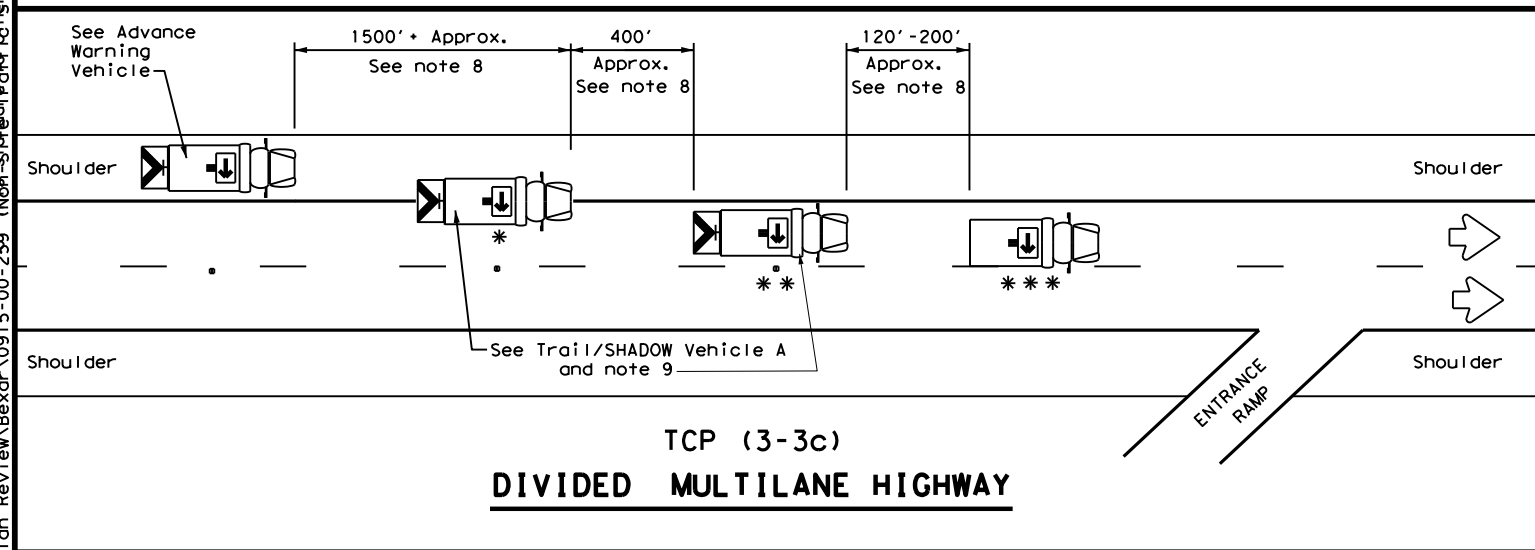 See Advance
Warning
Vehicle
1500'+ Approx.
See note 8
400'
Approx.
See note 8
120'-200'
Approx.
See note 8
Shoulder
Shoulder
*
* *
* * *
See Trail/SHADOW Vehicle A
and note 9
Shoulder
Shoulder
ENTRANCE
RAMP
TCP (3-3c)
DIVIDED MULTILANE HIGHWAY